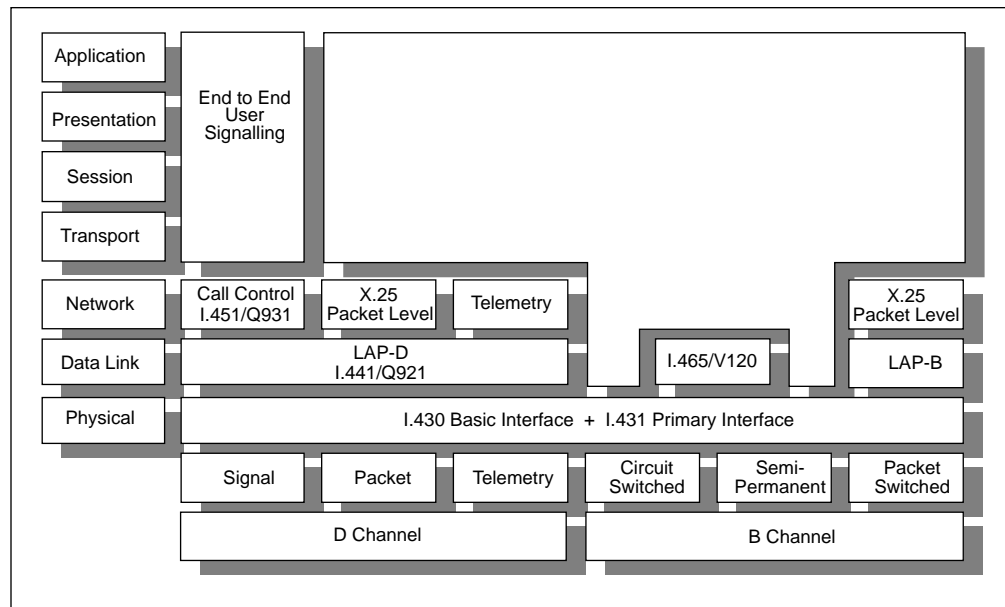 Application
End to End
User
Signalling
Presentation
Session
Transport
Network
Call Control
I.451/Q931
X.25
Packet Level
Telemetry
X.25
Packet Level
Data Link
LAP-D
I.441/Q921
I.465/V120
LAP-B
Physical
I.430 Basic Interface + I.431 Primary Interface
Signal
Packet
Telemetry
Circuit
Switched
Semi-
Permanent
Packet
Switched
D Channel
B Channel